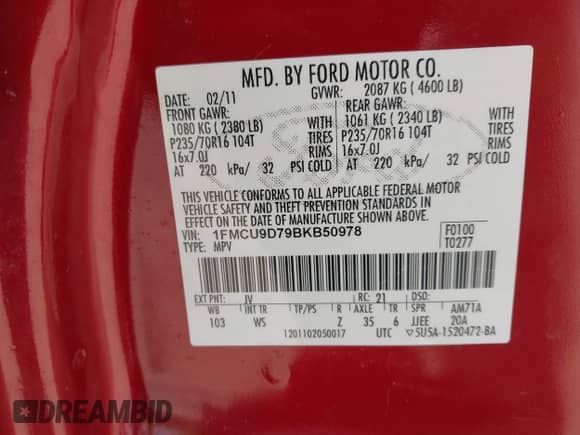 MFD. BY FORD MOTOR CO.
DATE: 02/11 GVWR: 2087 KG ( 4600 LB)
FRONT GAWR: REAR GAWR:
1080 KG ( 2380 LB) WITH 1061 KG ( 2340 LB) WITH
P235/70R16 104T TIRES P235/70R16 104T TIRES
16x7.0J RIMS 16x7.0J RIMS
AT 220 kPa/ 32 PSI COLD AT 220 kPa/ 32 PSI COLD
THIS VEHICLE CONFORMS TO ALL APPLICABLE FEDERAL MOTOR
VEHICLE SAFETY AND THEFT PREVENTION STANDARDS IN
EFFECT ON THE DATE OF MANUFACTURE SHOWN ABOVE.
VIN: 1FMCU9D79BKB50978 F0100
TYPE: MPV T0277
EXT PNT: JV RC: 21 DSO:
WB INT TR TP/PS R AXLE TR SPR AM71A
103 WS Z 35 6 JJEE 20A
1201102050017 UTC ▽5U5A-1520472-BA
Ford
DREAMBID